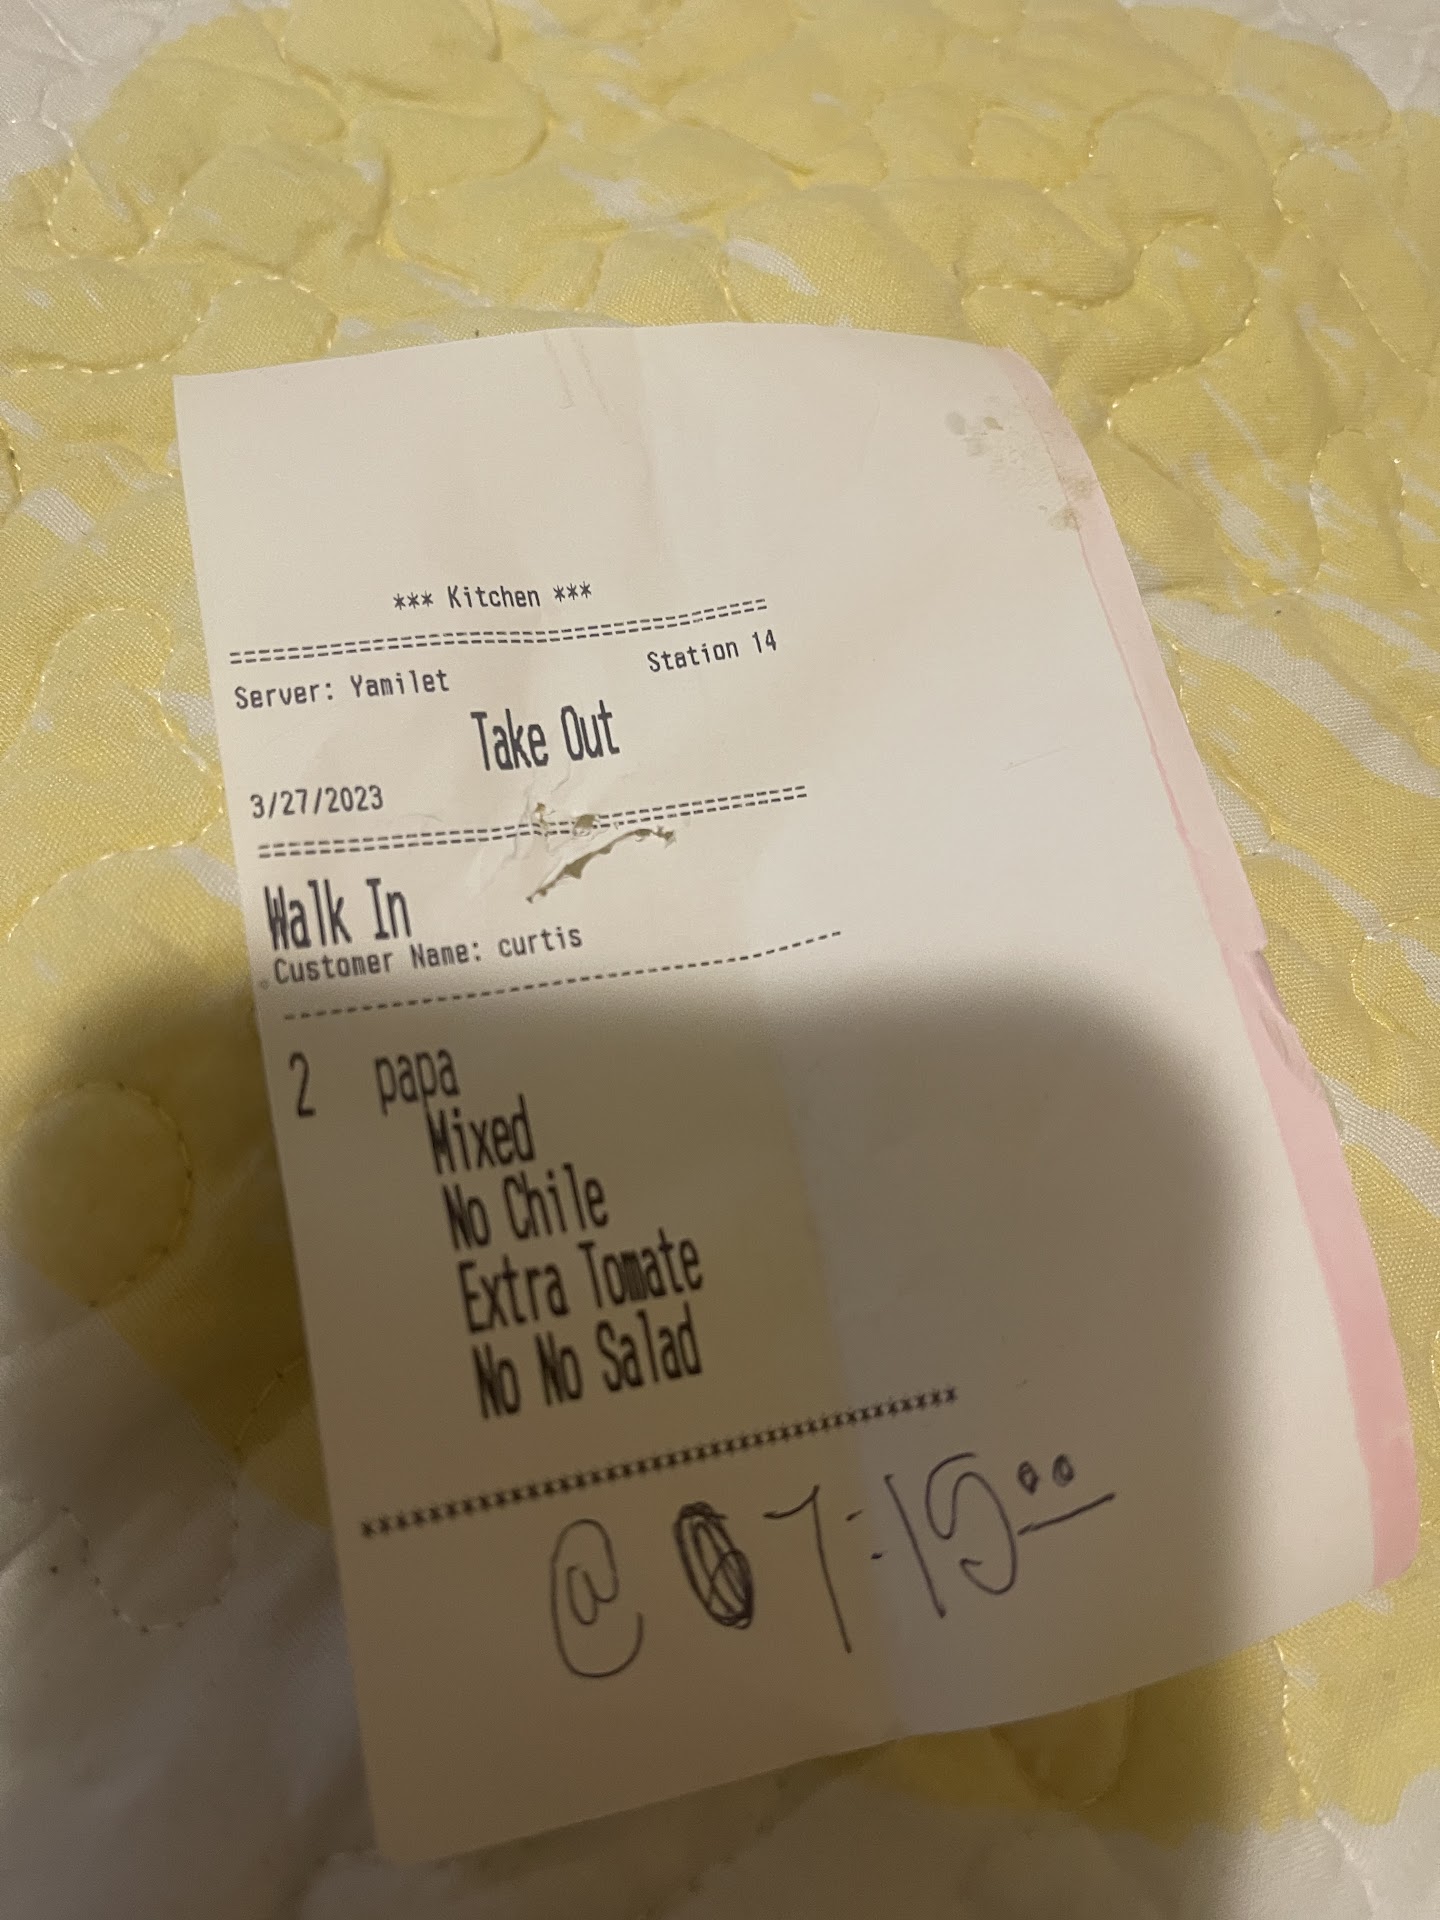 *** Kitchen ***
========================================
Server: Yamilet Station 14
Take Out
3/27/2023
========================================
Walk In
Customer Name: curtis
----------------------------------------
2 papa
Mixed
No Chile
Extra Tomate
No No Salad
****************************************
@ 7:15